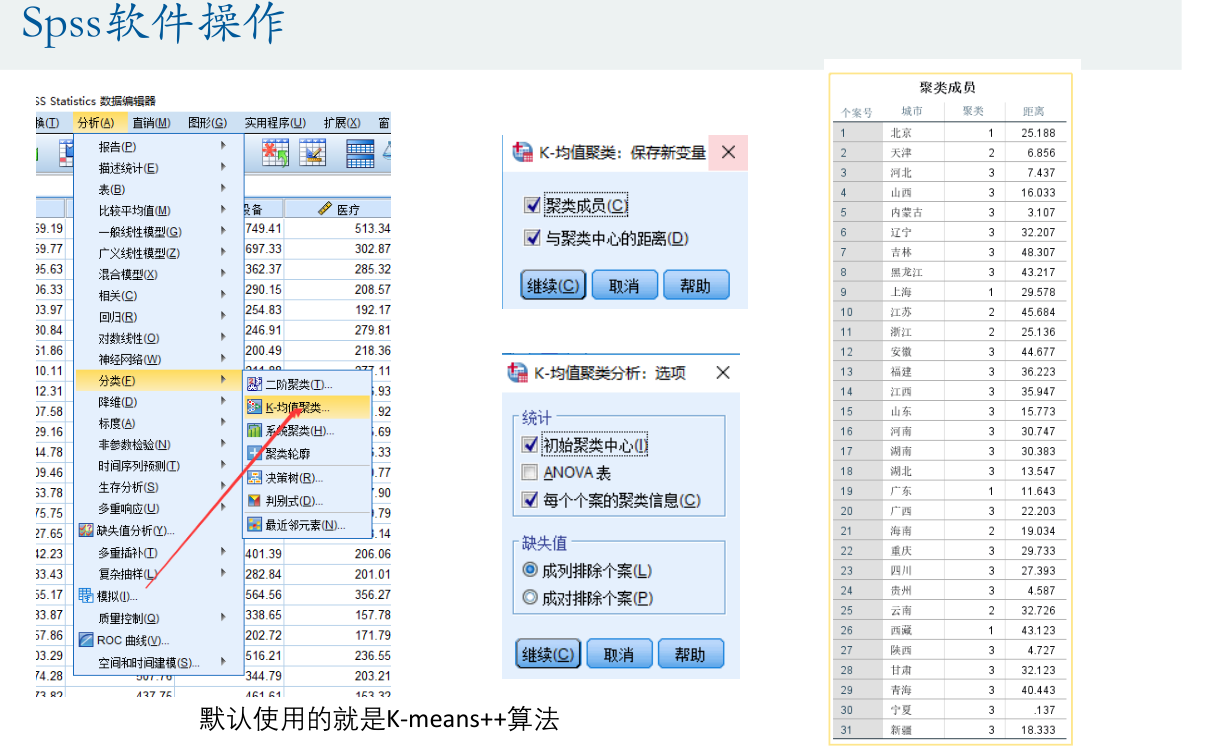 Spss软件操作
SS Statistics 数据编辑器
换(T) 分析(A) 直销(M) 图形(G) 实用程序(U) 扩展(X) 窗
报告(P)
描述统计(E)
表(B)
比较平均值(M)
一般线性模型(G)
广义线性模型(Z)
混合模型(X)
相关(C)
回归(R)
对数线性(O)
神经网络(W)
分类(F)
降维(D)
标度(A)
非参数检验(N)
时间序列预测(T)
生存分析(S)
多重响应(U)
缺失值分析(Y)...
多重插补(T)
复杂抽样(L)
模拟(I)...
质量控制(Q)
ROC 曲线(V)...
空间和时间建模(S)...
二阶聚类(T)...
K-均值聚类...
系统聚类(H)...
聚类轮廓
决策树(R)...
判别式(D)...
最近邻元素(N)...
设备 医疗
59.19 749.41 513.34
59.77 697.33 302.87
95.63 362.37 285.32
06.33 290.15 208.57
03.97 254.83 192.17
30.84 246.91 279.81
51.86 200.49 218.36
10.11
12.31 .93
07.58 .92
29.16 .69
44.78 .33
09.46 .77
53.78 .90
75.75 .79
27.65 .14
42.23 401.39 206.06
33.43 282.84 201.01
55.17 564.56 356.27
33.87 338.65 157.78
57.86 202.72 171.79
03.29 516.21 236.55
74.28 507.76 344.79 203.21
73.82 437.75 461.61 153.32
默认使用的就是K-means++算法
K-均值聚类：保存新变量
聚类成员(C)
与聚类中心的距离(D)
继续(C) 取消 帮助
K-均值聚类分析：选项
统计
初始聚类中心(I)
ANOVA 表
每个个案的聚类信息(C)
缺失值
成列排除个案(L)
成对排除个案(P)
继续(C) 取消 帮助
聚类成员
个案号 城市 聚类 距离
1 北京 1 25.188
2 天津 2 6.856
3 河北 3 7.437
4 山西 3 16.033
5 内蒙古 3 3.107
6 辽宁 3 32.207
7 吉林 3 48.307
8 黑龙江 3 43.217
9 上海 1 29.578
10 江苏 2 45.684
11 浙江 2 25.136
12 安徽 3 44.677
13 福建 3 36.223
14 江西 3 35.947
15 山东 3 15.773
16 河南 3 30.747
17 湖南 3 30.383
18 湖北 3 13.547
19 广东 1 11.643
20 广西 3 22.203
21 海南 2 19.034
22 重庆 3 29.733
23 四川 3 27.393
24 贵州 3 4.587
25 云南 2 32.726
26 西藏 1 43.123
27 陕西 3 4.727
28 甘肃 3 32.123
29 青海 3 40.443
30 宁夏 3 .137
31 新疆 3 18.333